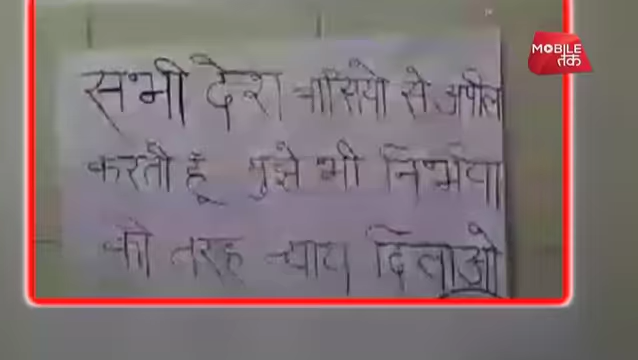 MOBILE
तक
सभी देश वासियो से अपील
करती हूँ मुझे भी निर्भया
की तरह न्याय दिलाओ